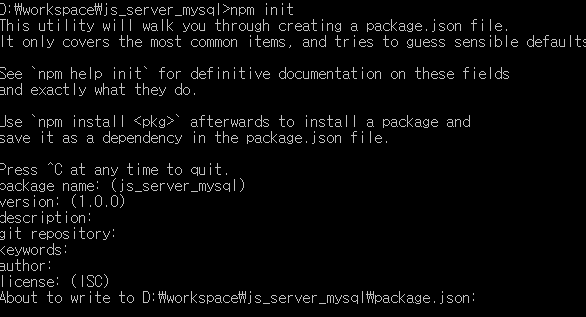 D:₩workspace₩js_server_mysql>npm init
This utility will walk you through creating a package.json file.
It only covers the most common items, and tries to guess sensible defaults
See `npm help init` for definitive documentation on these fields
and exactly what they do.
Use `npm install <pkg>` afterwards to install a package and
save it as a dependency in the package.json file.
Press ^C at any time to quit.
package name: (js_server_mysql)
version: (1.0.0)
description:
git repository:
keywords:
author:
license: (ISC)
About to write to D:₩workspace₩js_server_mysql₩package.json: